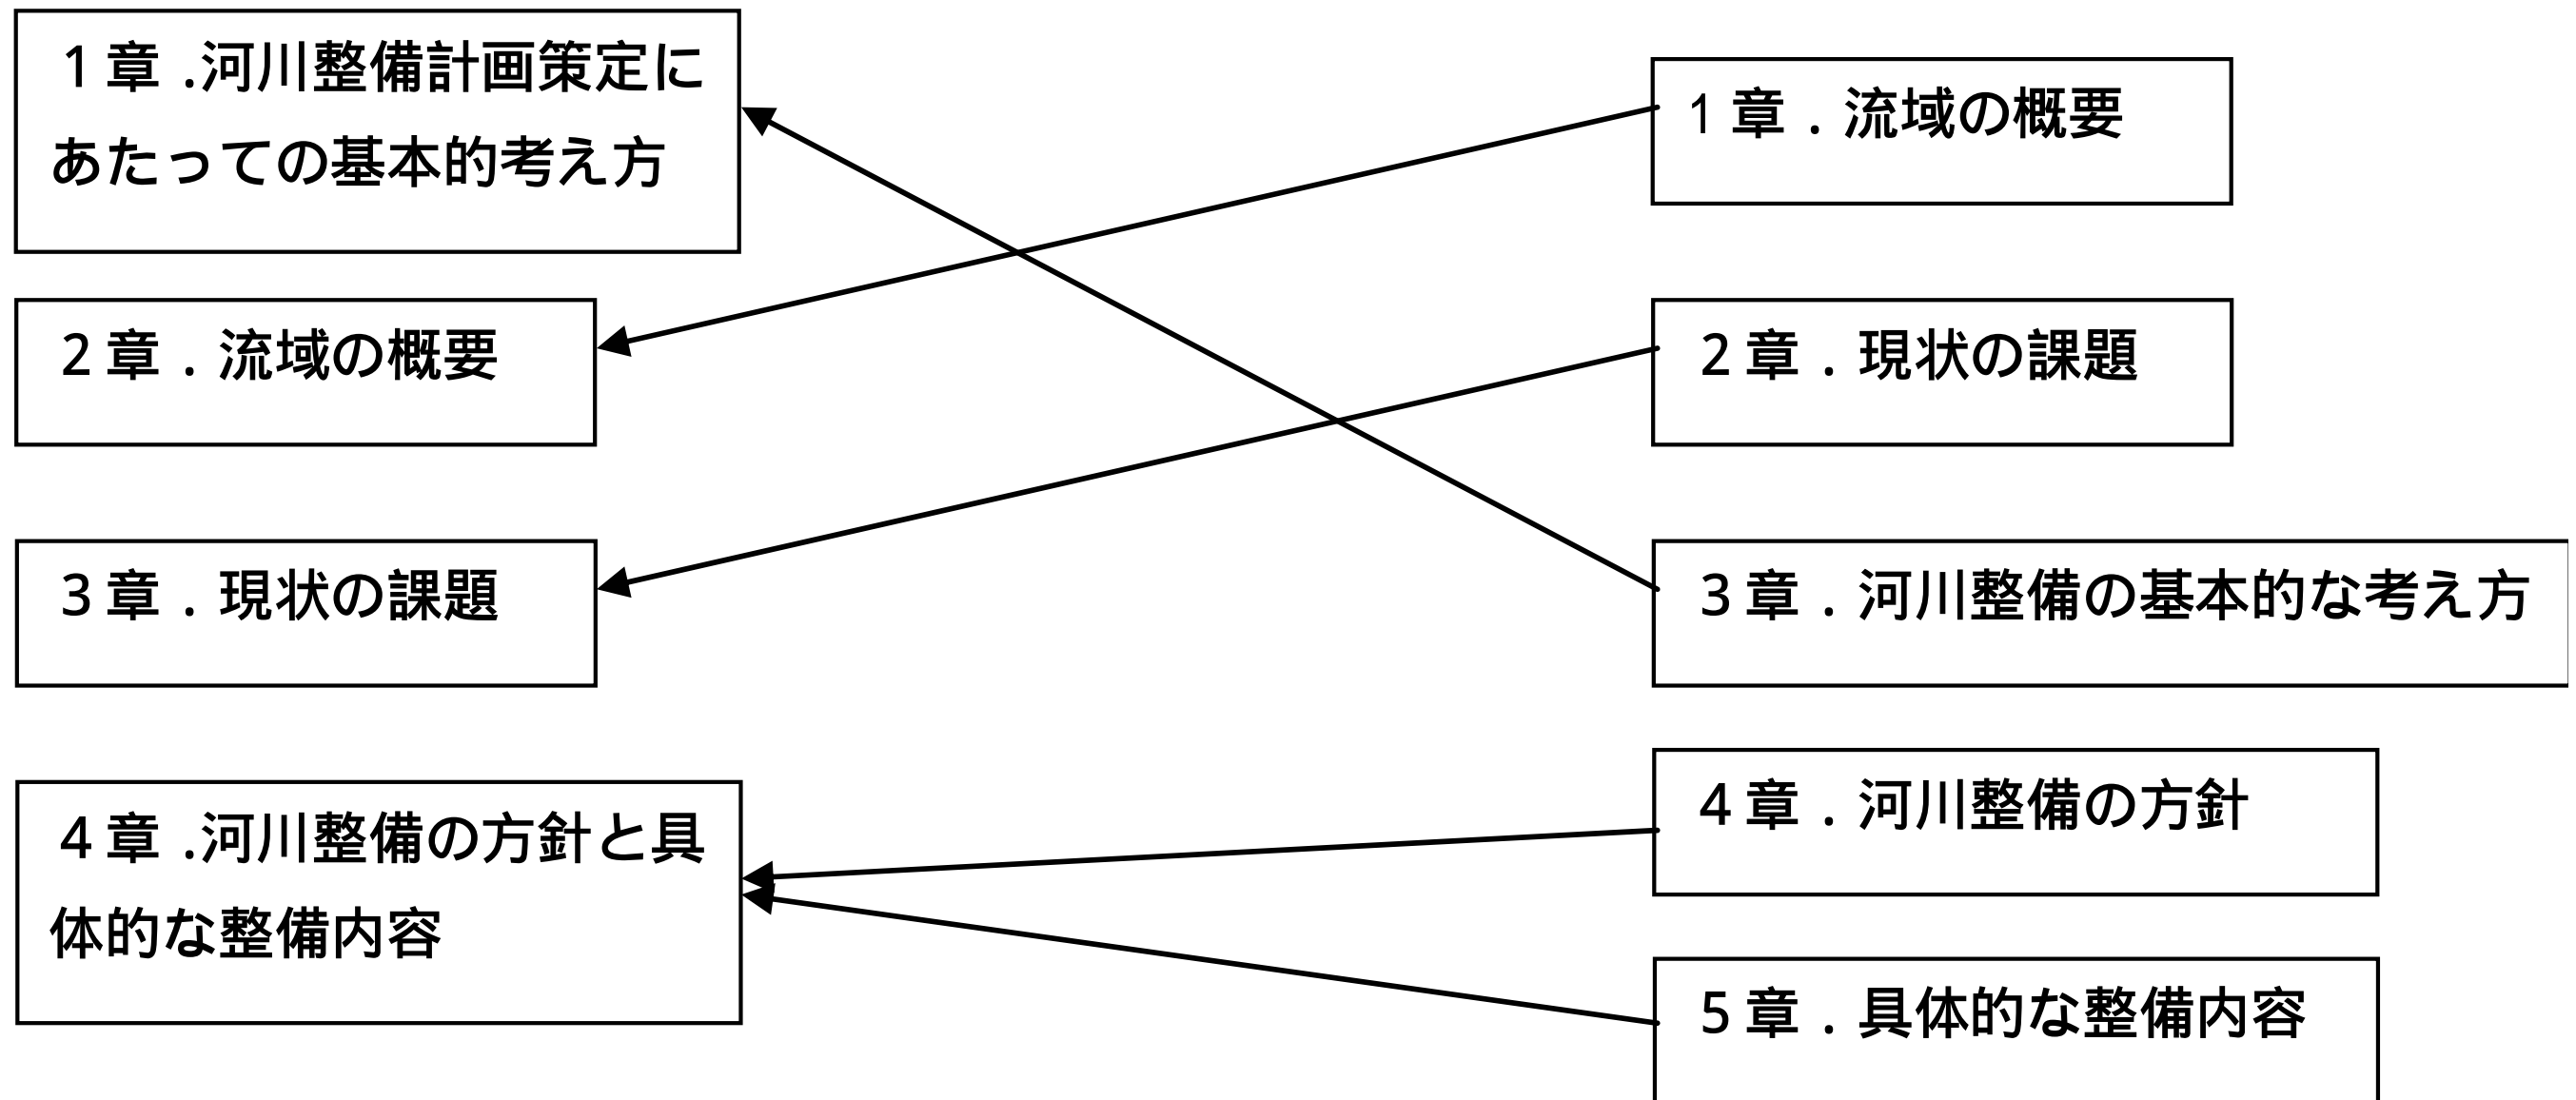 1章.河川整備計画策定に
あたっての基本的考え方
2章．流域の概要
3章．現状の課題
4章.河川整備の方針と具
体的な整備内容
1章．流域の概要
2章．現状の課題
3章．河川整備の基本的な考え方
4章．河川整備の方針
5章．具体的な整備内容